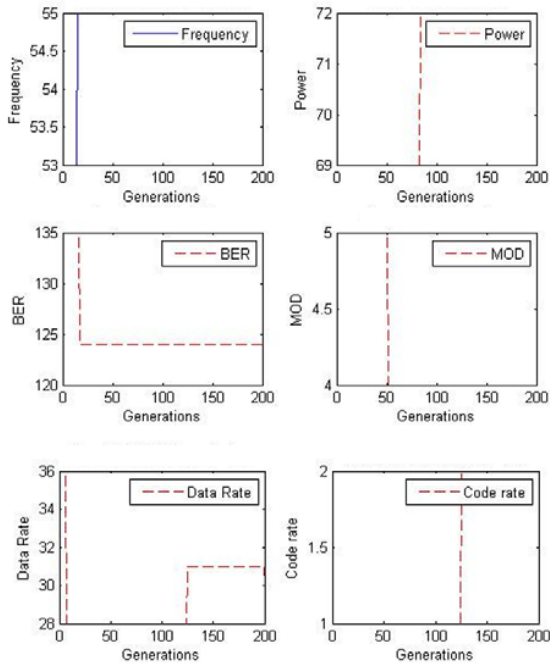 55
54.5
54
53.5
53
Frequency
Frequency
0 50 100 150 200
Generations
72
71
70
69
Power
Power
0 50 100 150 200
Generations
135
130
125
120
BER
BER
0 50 100 150 200
Generations
5
4.5
4
MOD
MOD
0 50 100 150 200
Generations
36
34
32
30
28
Data Rate
Data Rate
0 50 100 150 200
Generations
2
1.5
1
Code rate
Code rate
0 50 100 150 200
Generations